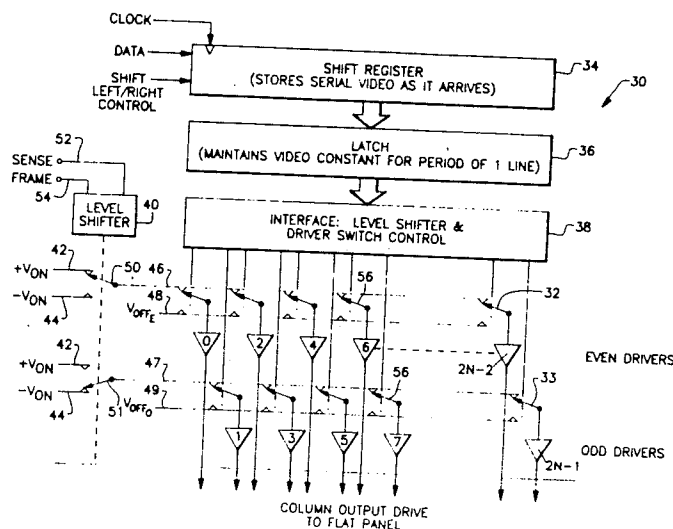 CLOCK
DATA
SHIFT
LEFT/RIGHT
CONTROL
SHIFT REGISTER
(STORES SERIAL VIDEO AS IT ARRIVES)
34
30
LATCH
(MAINTAINS VIDEO CONSTANT FOR PERIOD OF 1 LINE)
36
52
SENSE
FRAME
54
LEVEL
SHIFTER
40
INTERFACE: LEVEL SHIFTER &
DRIVER SWITCH CONTROL
38
42
+VON
50
46
56
32
-VON
44
48
VOFFE
0
2
4
6
2N-2
EVEN DRIVERS
42
+VON
47
56
33
-VON
44
51
49
VOFFO
1
3
5
7
2N-1
ODD DRIVERS
COLUMN OUTPUT DRIVE
TO FLAT PANEL